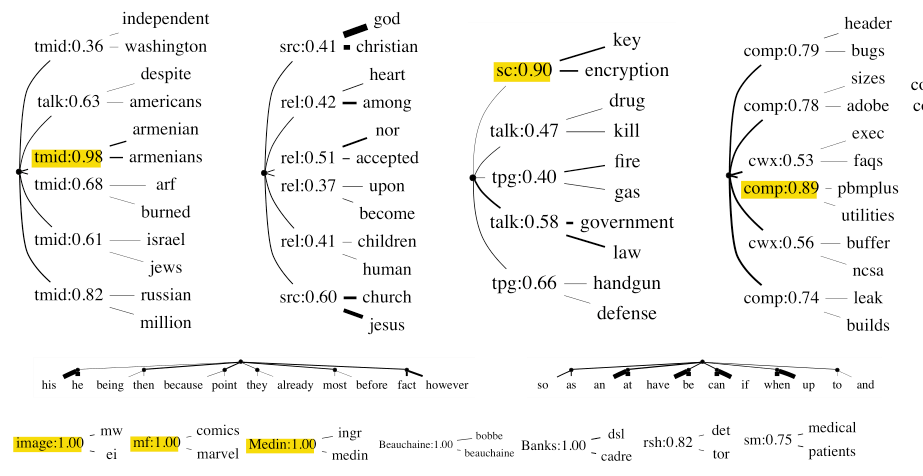 independent
tmid:0.36 washington
despite
talk:0.63 americans
armenian
tmid:0.98 armenians
tmid:0.68 arf
burned
tmid:0.61 israel
jews
tmid:0.82 russian
million
god
src:0.41 christian
heart
rel:0.42 among
nor
rel:0.51 accepted
rel:0.37 upon
become
rel:0.41 children
human
src:0.60 church
jesus
key
sc:0.90 encryption
drug
talk:0.47 kill
fire
tpg:0.40 gas
talk:0.58 government
law
tpg:0.66 handgun
defense
header
comp:0.79 bugs
sizes
comp:0.78 adobe
exec
cwx:0.53 faqs
comp:0.89 pbmplus
utilities
cwx:0.56 buffer
ncsa
comp:0.74 leak
builds
his he being then because point they already most before fact however
so as an at have be can if when up to and
image:1.00 mw ei
mf:1.00 comics marvel
Medin:1.00 ingr medin
Beauchaine:1.00 bobbe beauchaine
Banks:1.00 dsl cadre
rsh:0.82 det tor
sm:0.75 medical patients